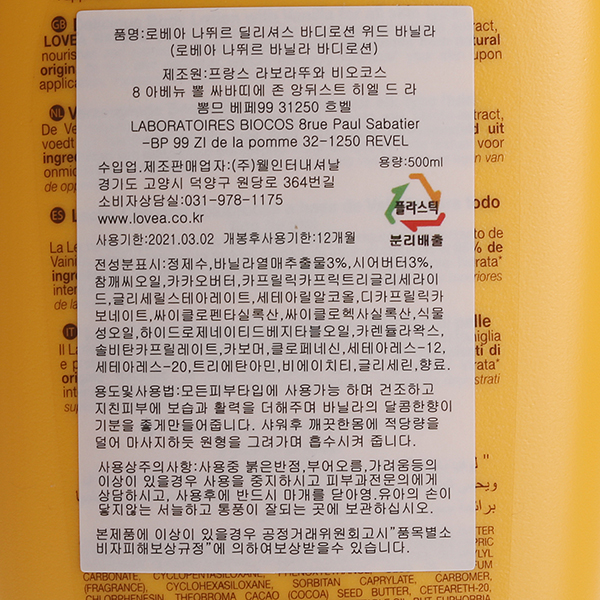 품명:로베아 나뛰르 딜리셔스 바디로션 위드 바닐라
(로베아 나뛰르 바닐라 바디로션)
제조원:프랑스 라보라뚜와 비오코스
8 아베뉴 뽈 싸바띠에 존 앙뒤스트 히엘 드 라
뽐므 베페99 31250 흐벨
LABORATOIRES BIOCOS 8rue Paul Sabatier
-BP 99 ZI de la pomme 32-1250 REVEL
수입업.제조판매업자:(주)웰인터내셔날 용량:500ml
경기도 고양시 덕양구 원당로 364번길
소비자상담실:031-978-1175
www.lovea.co.kr
사용기한:2021.03.02 개봉후사용기한:12개월
플라스틱
분리배출
전성분표시:정제수,바닐라열매추출물3%,시어버터3%,
참깨씨오일,카카오버터,카프릴릭카프릭트리글리세라이
드,글리세릴스테아레이트,세테아릴알코올,디카프릴릭카
보네이트,싸이클로펜타실록산,싸이클로헥사실록산,식물
성오일,하이드로제네이티드베지타블오일,카렌듈라왁스,
솔비탄카프릴레이트,카보머,클로페네신,세테아레스-12,
세테아레스-20,트리에탄아민,비에이치티,글리세린,향료.
용도및사용법:모든피부타입에 사용가능 하며 건조하고
지친피부에 보습과 활력을 더해주며 바닐라의 달콤한향이
기분을 좋게만들어줍니다. 샤워후 깨끗한몸에 적당량을
덜어 마사지하듯 원형을 그려가며 흡수시켜 줍니다.
사용상주의사항:사용중 붉은반점,부어오름,가려움등의
이상이 있을경우 사용을 중지하시고 피부과전문의에게
상담하시고, 사용후에 반드시 마개를 닫아영.유아의 손이
닿지않는 서늘하고 통풍이 잘되는 곳에 보관하십시오.
본제품에 이상이 있을경우 공정거래위원회고시"품목별소
비자피해보상규정"에 의하여보상받을수 있습니다.
CARBONATE, CYCLOPENTASILOXANE,
(FRAGRANCE), CYCLOHEXASILOXANE, SORBITAN CAPRYLATE, CARBOMER,
CHLORPHENESIN, THEOBROMA CACAO (COCOA) SEED BUTTER, CETEARETH-20,